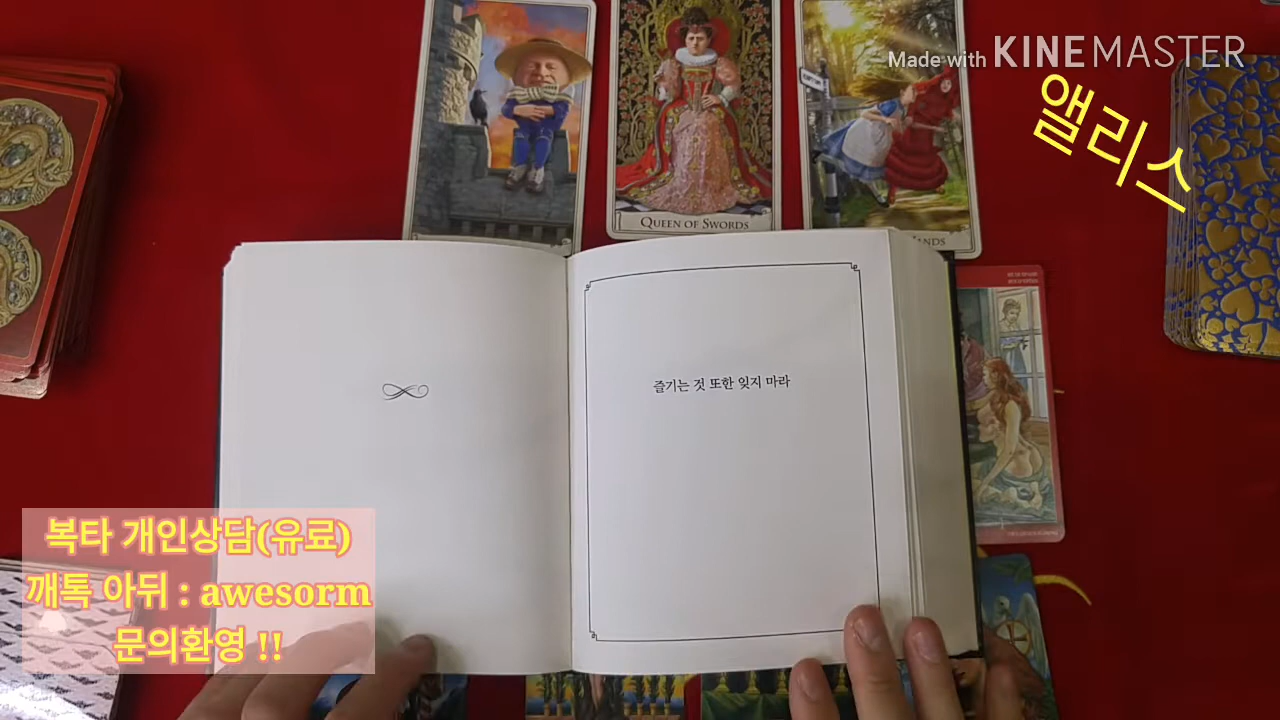 Made with KINEMASTER
앨리스
QUEEN OF SWORDS
즐기는 것 또한 잊지 마라
복타 개인상담(유료)
깨톡 아뒤 : awesorm
문의환영 !!